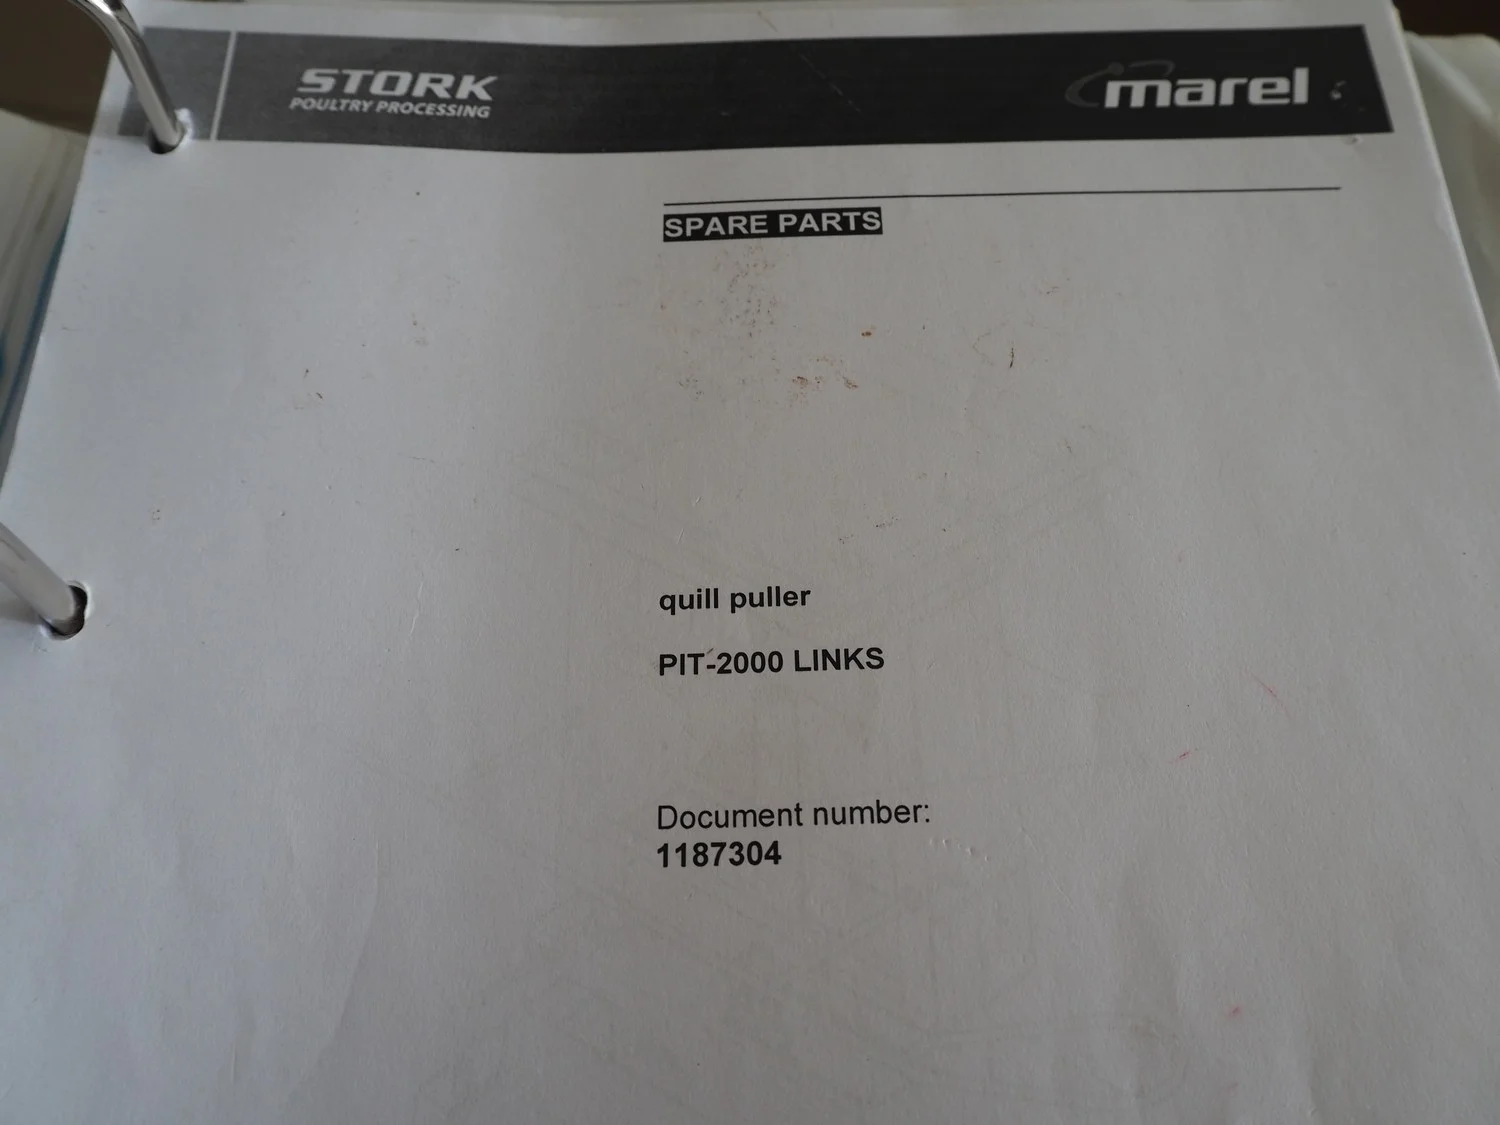 STORK
POULTRY PROCESSING
marel
SPARE PARTS
quill puller
PIT-2000 LINKS
Document number:
1187304